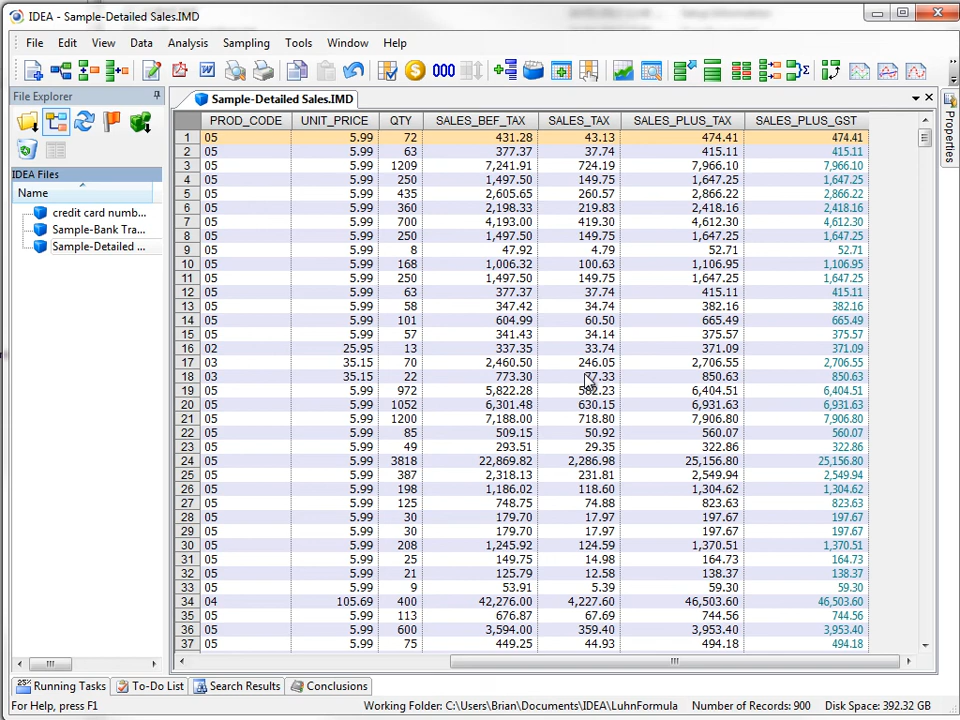 IDEA - Sample-Detailed Sales.IMD
File Edit View Data Analysis Sampling Tools Window Help
File Explorer
Sample-Detailed Sales.IMD
Properties
IDEA Files
Name
credit card numb...
Sample-Bank Tra...
Sample-Detailed ...
PROD_CODE UNIT_PRICE QTY SALES_BEF_TAX SALES_TAX SALES_PLUS_TAX SALES_PLUS_GST
1 05 5.99 72 431.28 43.13 474.41 474.41
2 05 5.99 63 377.37 37.74 415.11 415.11
3 05 5.99 1209 7,241.91 724.19 7,966.10 7,966.10
4 05 5.99 250 1,497.50 149.75 1,647.25 1,647.25
5 05 5.99 435 2,605.65 260.57 2,866.22 2,866.22
6 05 5.99 360 2,198.33 219.83 2,418.16 2,418.16
7 05 5.99 700 4,193.00 419.30 4,612.30 4,612.30
8 05 5.99 250 1,497.50 149.75 1,647.25 1,647.25
9 05 5.99 8 47.92 4.79 52.71 52.71
10 05 5.99 168 1,006.32 100.63 1,106.95 1,106.95
11 05 5.99 250 1,497.50 149.75 1,647.25 1,647.25
12 05 5.99 63 377.37 37.74 415.11 415.11
13 05 5.99 58 347.42 34.74 382.16 382.16
14 05 5.99 101 604.99 60.50 665.49 665.49
15 05 5.99 57 341.43 34.14 375.57 375.57
16 02 25.95 13 337.35 33.74 371.09 371.09
17 03 35.15 70 2,460.50 246.05 2,706.55 2,706.55
18 03 35.15 22 773.30 77.33 850.63 850.63
19 05 5.99 972 5,822.28 582.23 6,404.51 6,404.51
20 05 5.99 1052 6,301.48 630.15 6,931.63 6,931.63
21 05 5.99 1200 7,188.00 718.80 7,906.80 7,906.80
22 05 5.99 85 509.15 50.92 560.07 560.07
23 05 5.99 49 293.51 29.35 322.86 322.86
24 05 5.99 3818 22,869.82 2,286.98 25,156.80 25,156.80
25 05 5.99 387 2,318.13 231.81 2,549.94 2,549.94
26 05 5.99 198 1,186.02 118.60 1,304.62 1,304.62
27 05 5.99 125 748.75 74.88 823.63 823.63
28 05 5.99 30 179.70 17.97 197.67 197.67
29 05 5.99 30 179.70 17.97 197.67 197.67
30 05 5.99 208 1,245.92 124.59 1,370.51 1,370.51
31 05 5.99 25 149.75 14.98 164.73 164.73
32 05 5.99 21 125.79 12.58 138.37 138.37
33 05 5.99 9 53.91 5.39 59.30 59.30
34 04 105.69 400 42,276.00 4,227.60 46,503.60 46,503.60
35 05 5.99 113 676.87 67.69 744.56 744.56
36 05 5.99 600 3,594.00 359.40 3,953.40 3,953.40
37 05 5.99 75 449.25 44.93 494.18 494.18
Running Tasks To-Do List Search Results Conclusions
For Help, press F1 Working Folder: C:\Users\Brian\Documents\IDEA\LuhnFormula Number of Records: 900 Disk Space: 392.32 GB